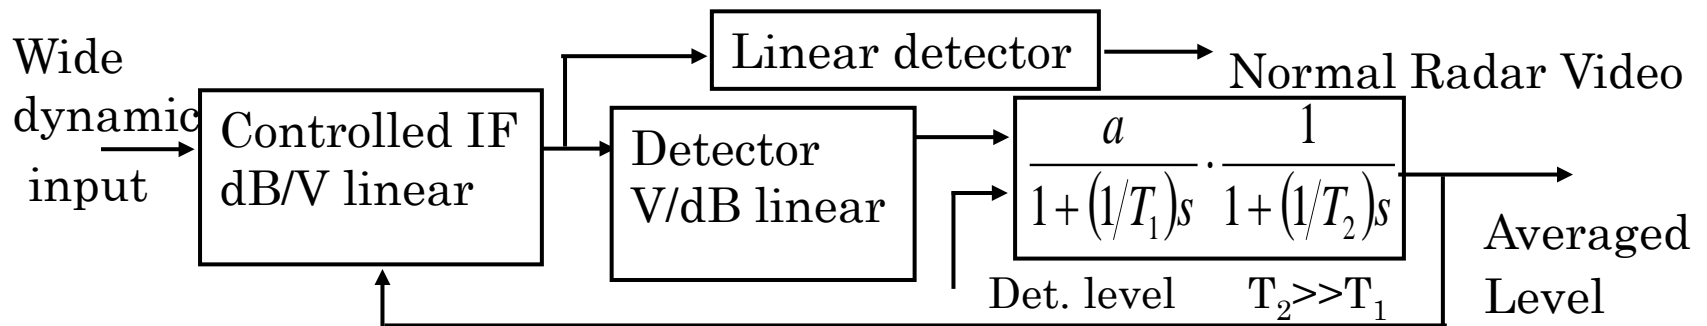 Wide
dynamic
input
Controlled IF
dB/V linear
Linear detector
Normal Radar Video
Detector
V/dB linear
a/(1+(1/T₁)s) · 1/(1+(1/T₂)s)
Det. level
T₂>>T₁
Averaged
Level